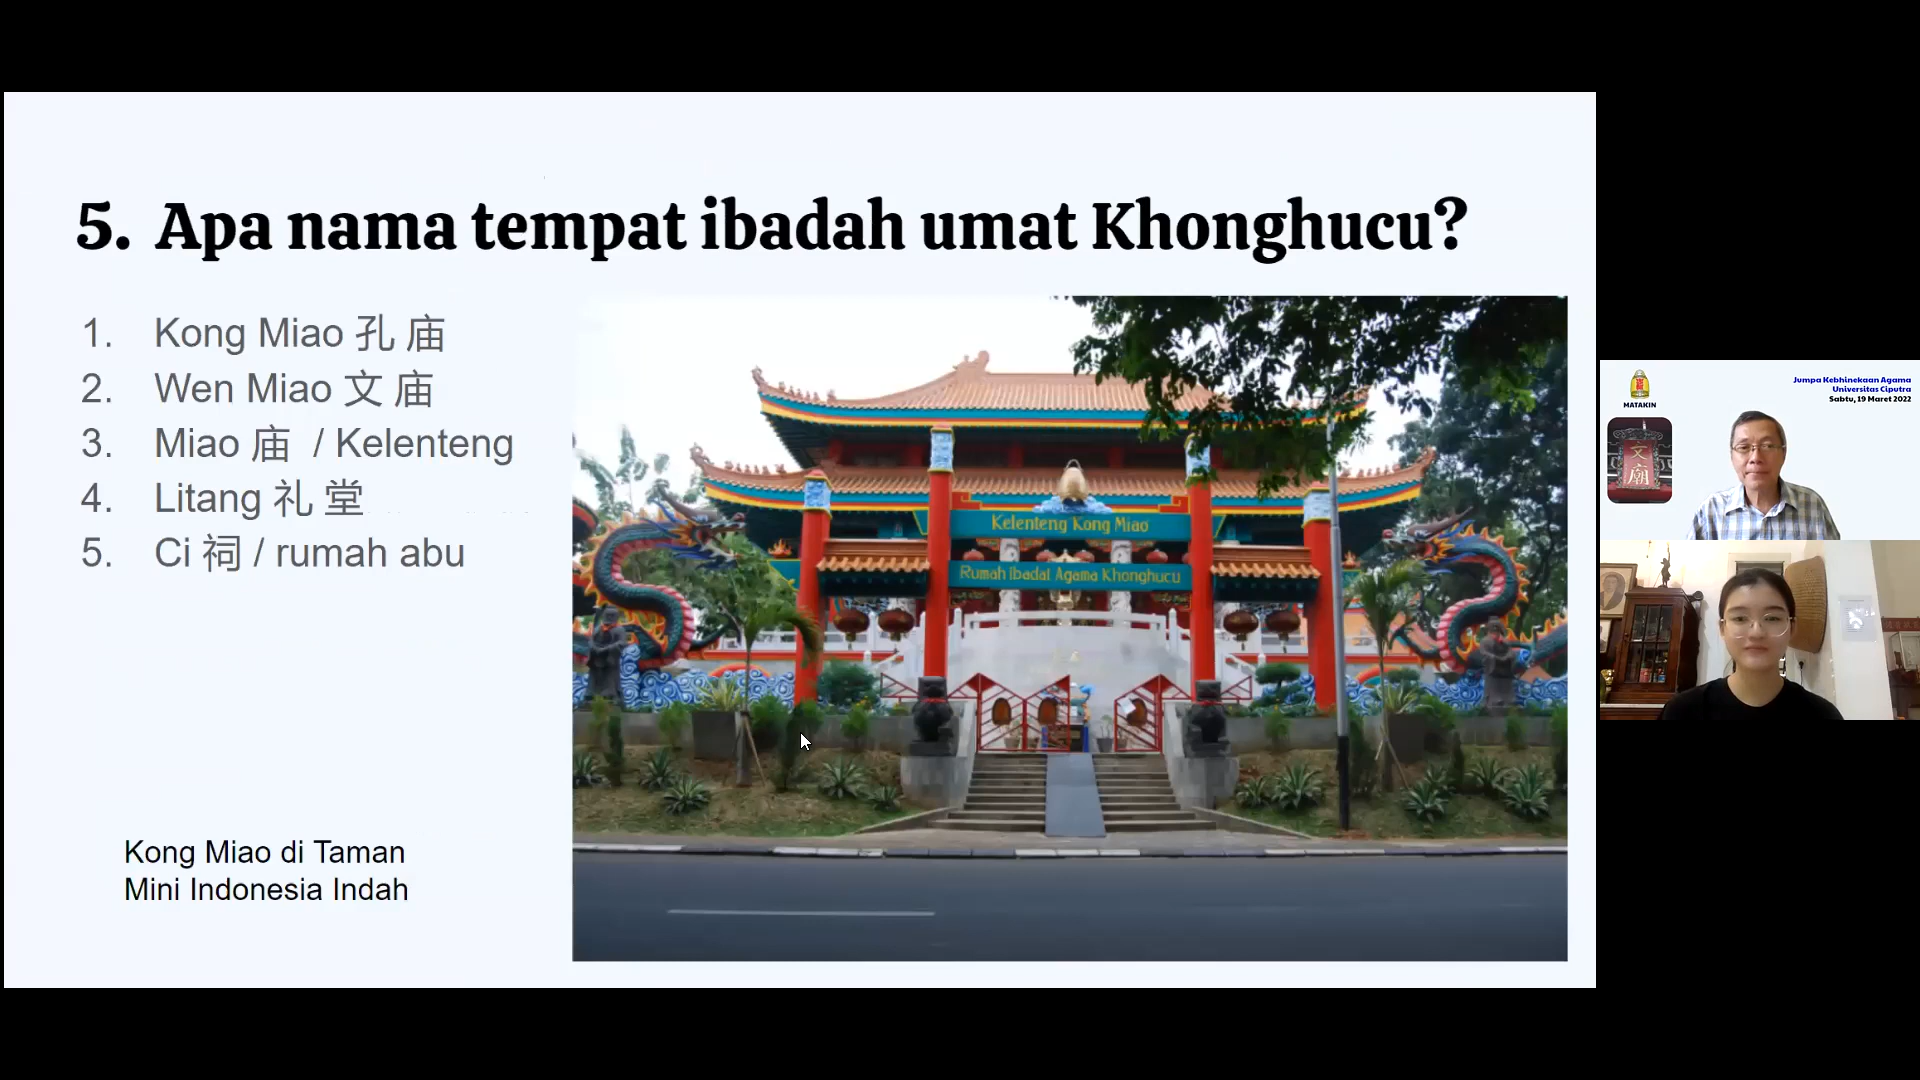 5. Apa nama tempat ibadah umat Khonghucu?
1. Kong Miao 孔 庙
2. Wen Miao 文 庙
3. Miao 庙 / Kelenteng
4. Litang 礼 堂
5. Ci 祠 / rumah abu
Kong Miao di Taman
Mini Indonesia Indah
Kelenteng Kong Miao
Rumah Ibadat Agama Khonghucu
MATAKIN
Jumpa Kebhinekaan Agama
Universitas Ciputra
Sabtu, 19 Maret 2022
文
廟